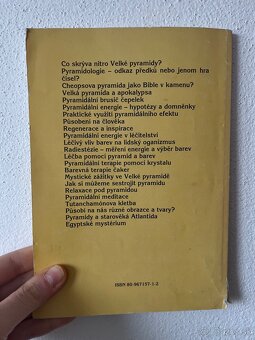 Co skrýva nitro Velké pyramidy?
Pyramidologie – odkaz předků nebo jenom hra
čísel?
Cheopsova pyramida jako Bible v kamenu?
Velká pyramida a apokalypsa
Pyramidální brusič čepelek
Pyramidální energie – hypotézy a domněnky
Praktické využití pyramidálního efektu
Působení na člověka
Regenerace a inspirace
Pyramidální energie v léčitelství
Léčivý vliv barev na lidský oganizmus
Radiestézie – měření energie a výběr barev
Léčba pomocí pyramid a barev
Pyramidální terapie pomocí krystalu
Barevná terapie čaker
Mystické zážitky ve Velké pyramidě
Jak si můžeme sestrojit pyramidu
Relaxace pod pyramidou
Pyramidální meditace
Tutanchamónova kletba
Působí na nás různé obrazce a tvary?
Pyramidy a starověká Atlantida
Egyptské mystérium
ISBN 80-967157-1-2